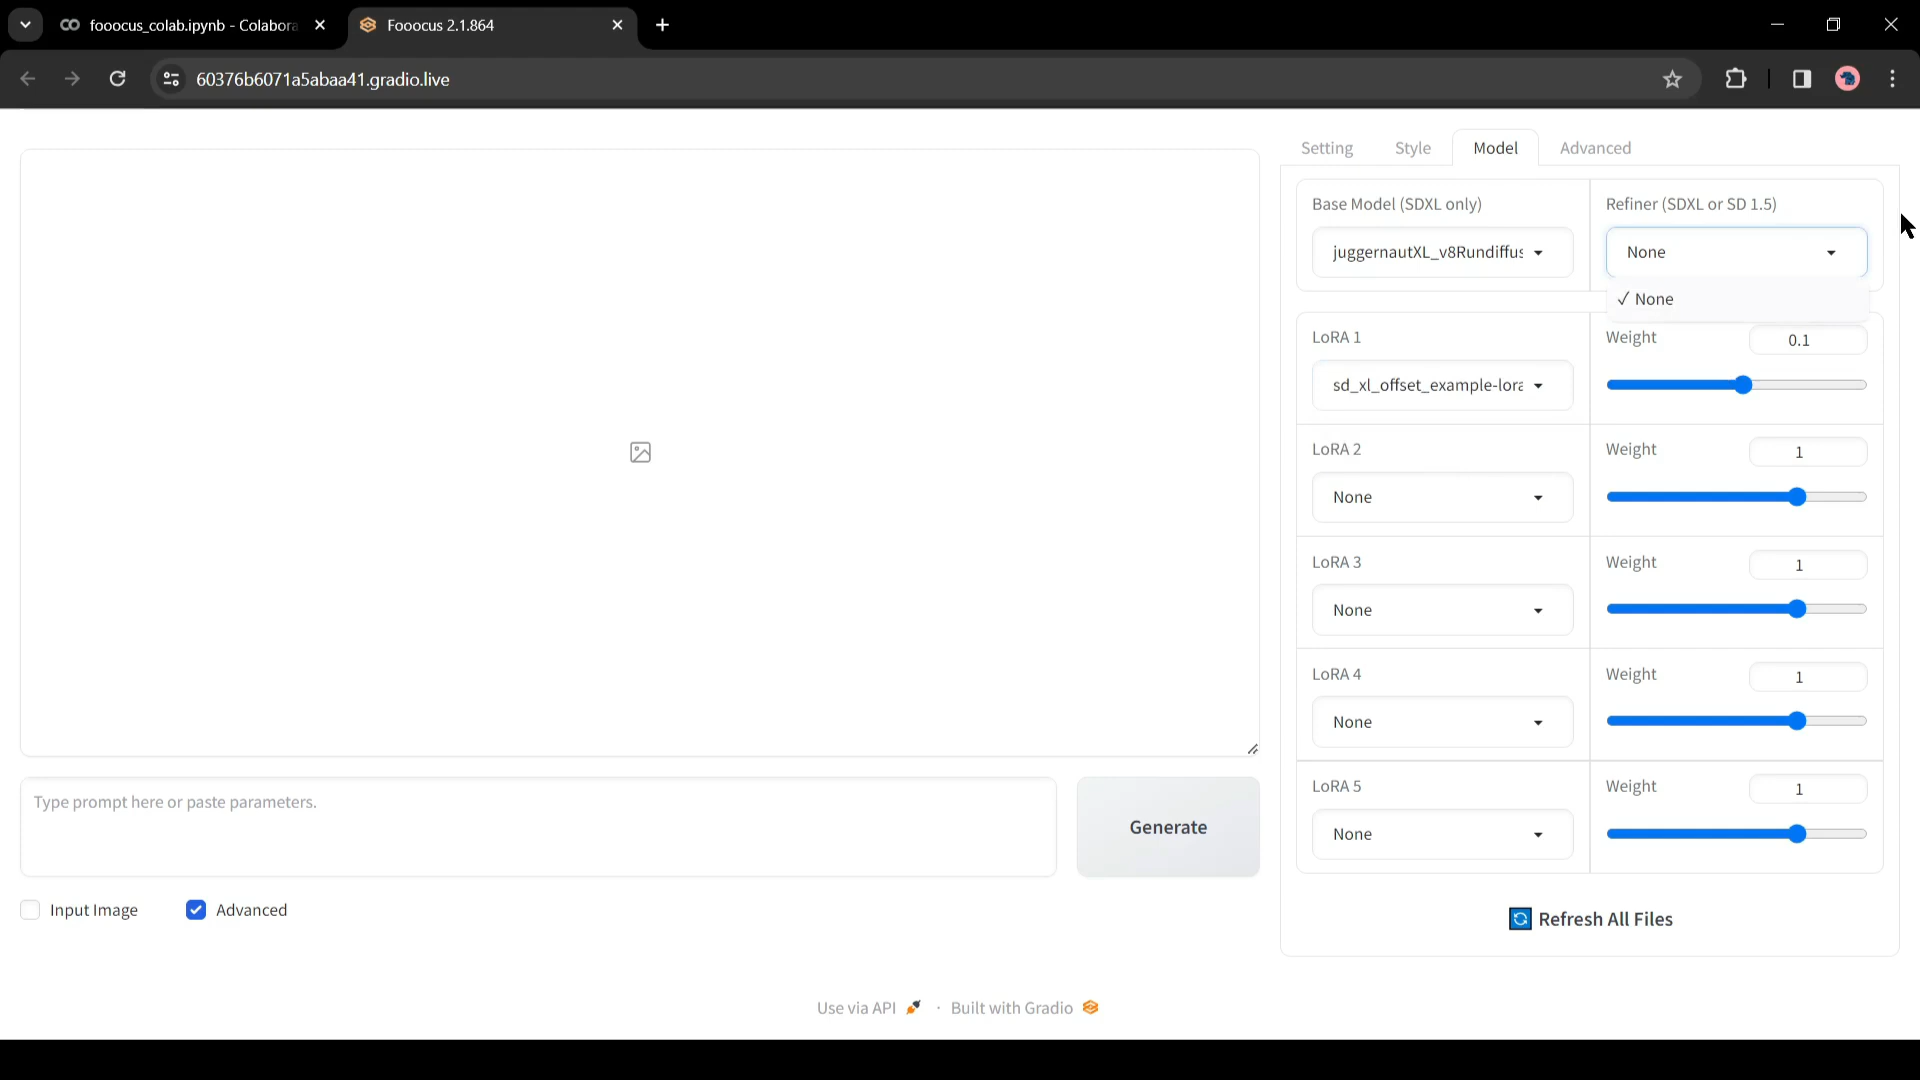 fooocus_colab.ipynb - Colabora
Fooocus 2.1.864
60376b6071a5abaa41.gradio.live
Setting Style Model Advanced
Base Model (SDXL only)
juggernautXL_v8Rundiffus
Refiner (SDXL or SD 1.5)
None
✓ None
LoRA 1
sd_xl_offset_example-lora
Weight 0.1
LoRA 2
None
Weight 1
LoRA 3
None
Weight 1
LoRA 4
None
Weight 1
LoRA 5
None
Weight 1
Refresh All Files
Type prompt here or paste parameters.
Generate
Input Image Advanced
Use via API · Built with Gradio